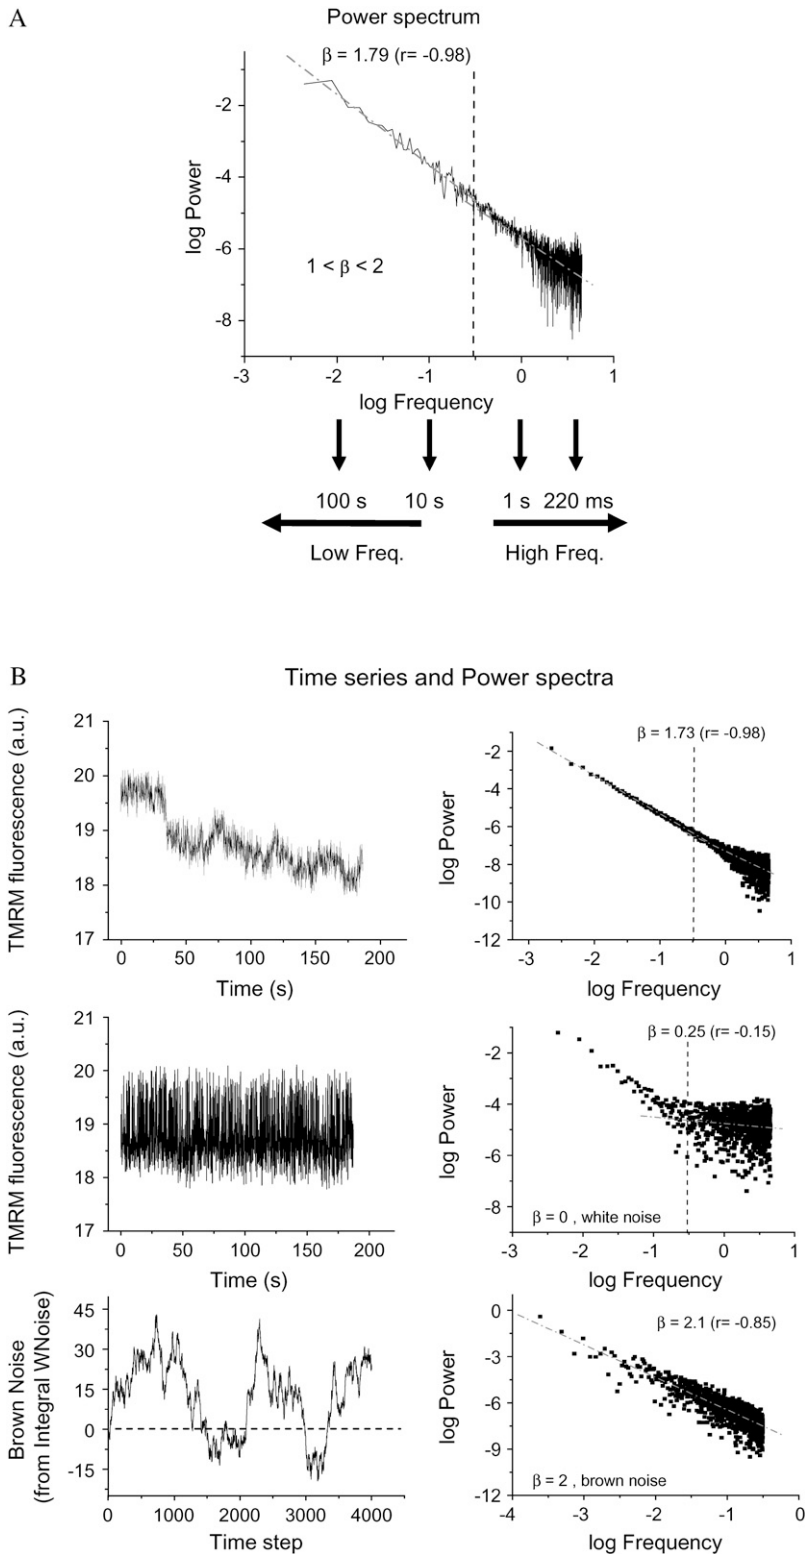 A
Power spectrum
β = 1.79 (r= -0.98)
log Power
-2
-4
-6
-8
1 < β < 2
-3 -2 -1 0 1
log Frequency
100 s 10 s 1 s 220 ms
Low Freq. High Freq.
B
Time series and Power spectra
TMRM fluorescence (a.u.)
21
20
19
18
17
0 50 100 150 200
Time (s)
β = 1.73 (r= -0.98)
log Power
-2
-4
-6
-8
-10
-12
-3 -2 -1 0 1
log Frequency
TMRM fluorescence (a.u.)
21
20
19
18
17
0 50 100 150 200
Time (s)
β = 0.25 (r= -0.15)
log Power
-2
-4
-6
-8
β = 0 , white noise
-3 -2 -1 0 1
log Frequency
Brown Noise
(from Integral WNoise)
45
30
15
0
-15
0 1000 2000 3000 4000
Time step
β = 2.1 (r= -0.85)
log Power
0
-3
-6
-9
-12
β = 2 , brown noise
-4 -3 -2 -1 0
log Frequency